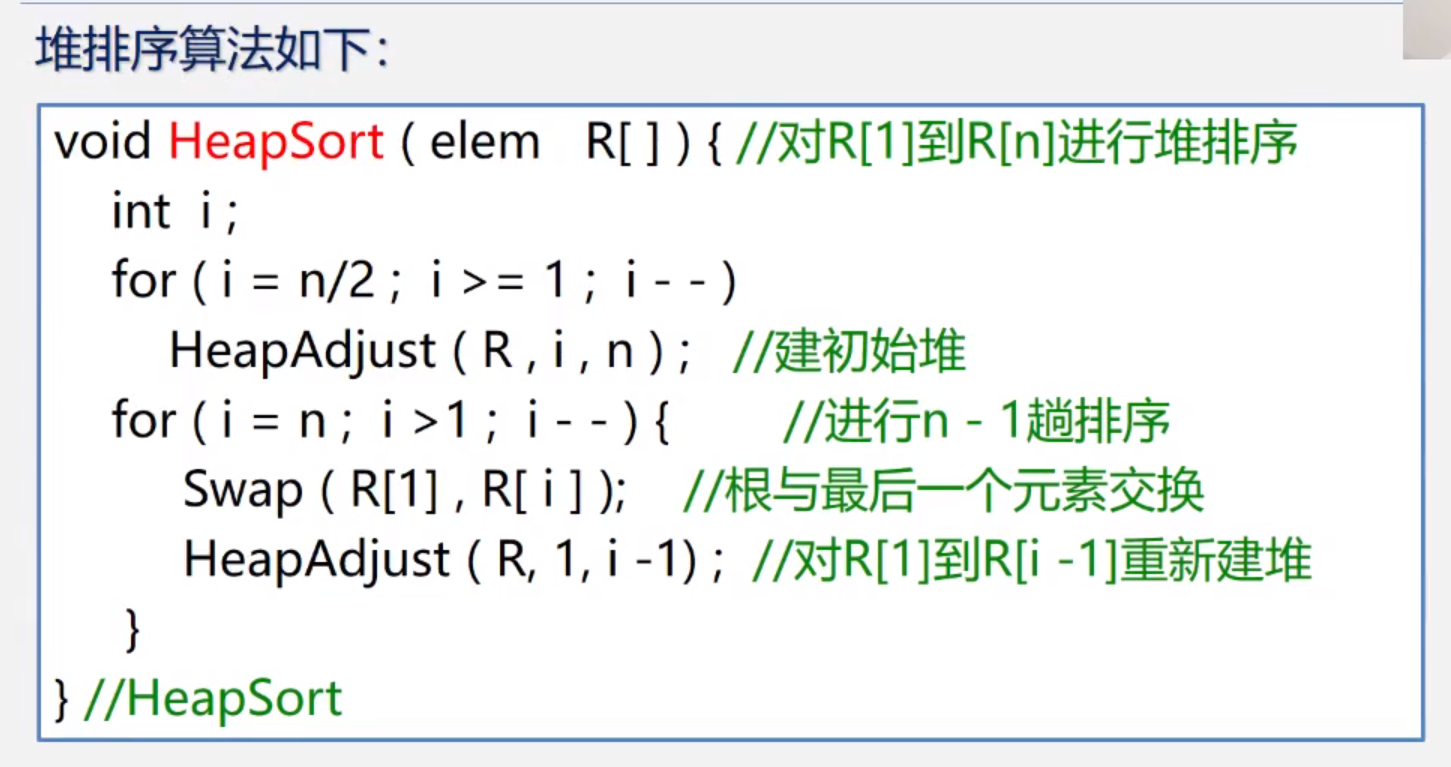 堆排序算法如下：
void HeapSort ( elem R[ ] ) { //对R[1]到R[n]进行堆排序
int i ;
for ( i = n/2 ; i >= 1 ; i - - )
HeapAdjust ( R , i , n ) ; //建初始堆
for ( i = n ; i >1 ; i - - ) { //进行n - 1趟排序
Swap ( R[1] , R[ i ] ); //根与最后一个元素交换
HeapAdjust ( R, 1, i -1) ; //对R[1]到R[i -1]重新建堆
}
} //HeapSort